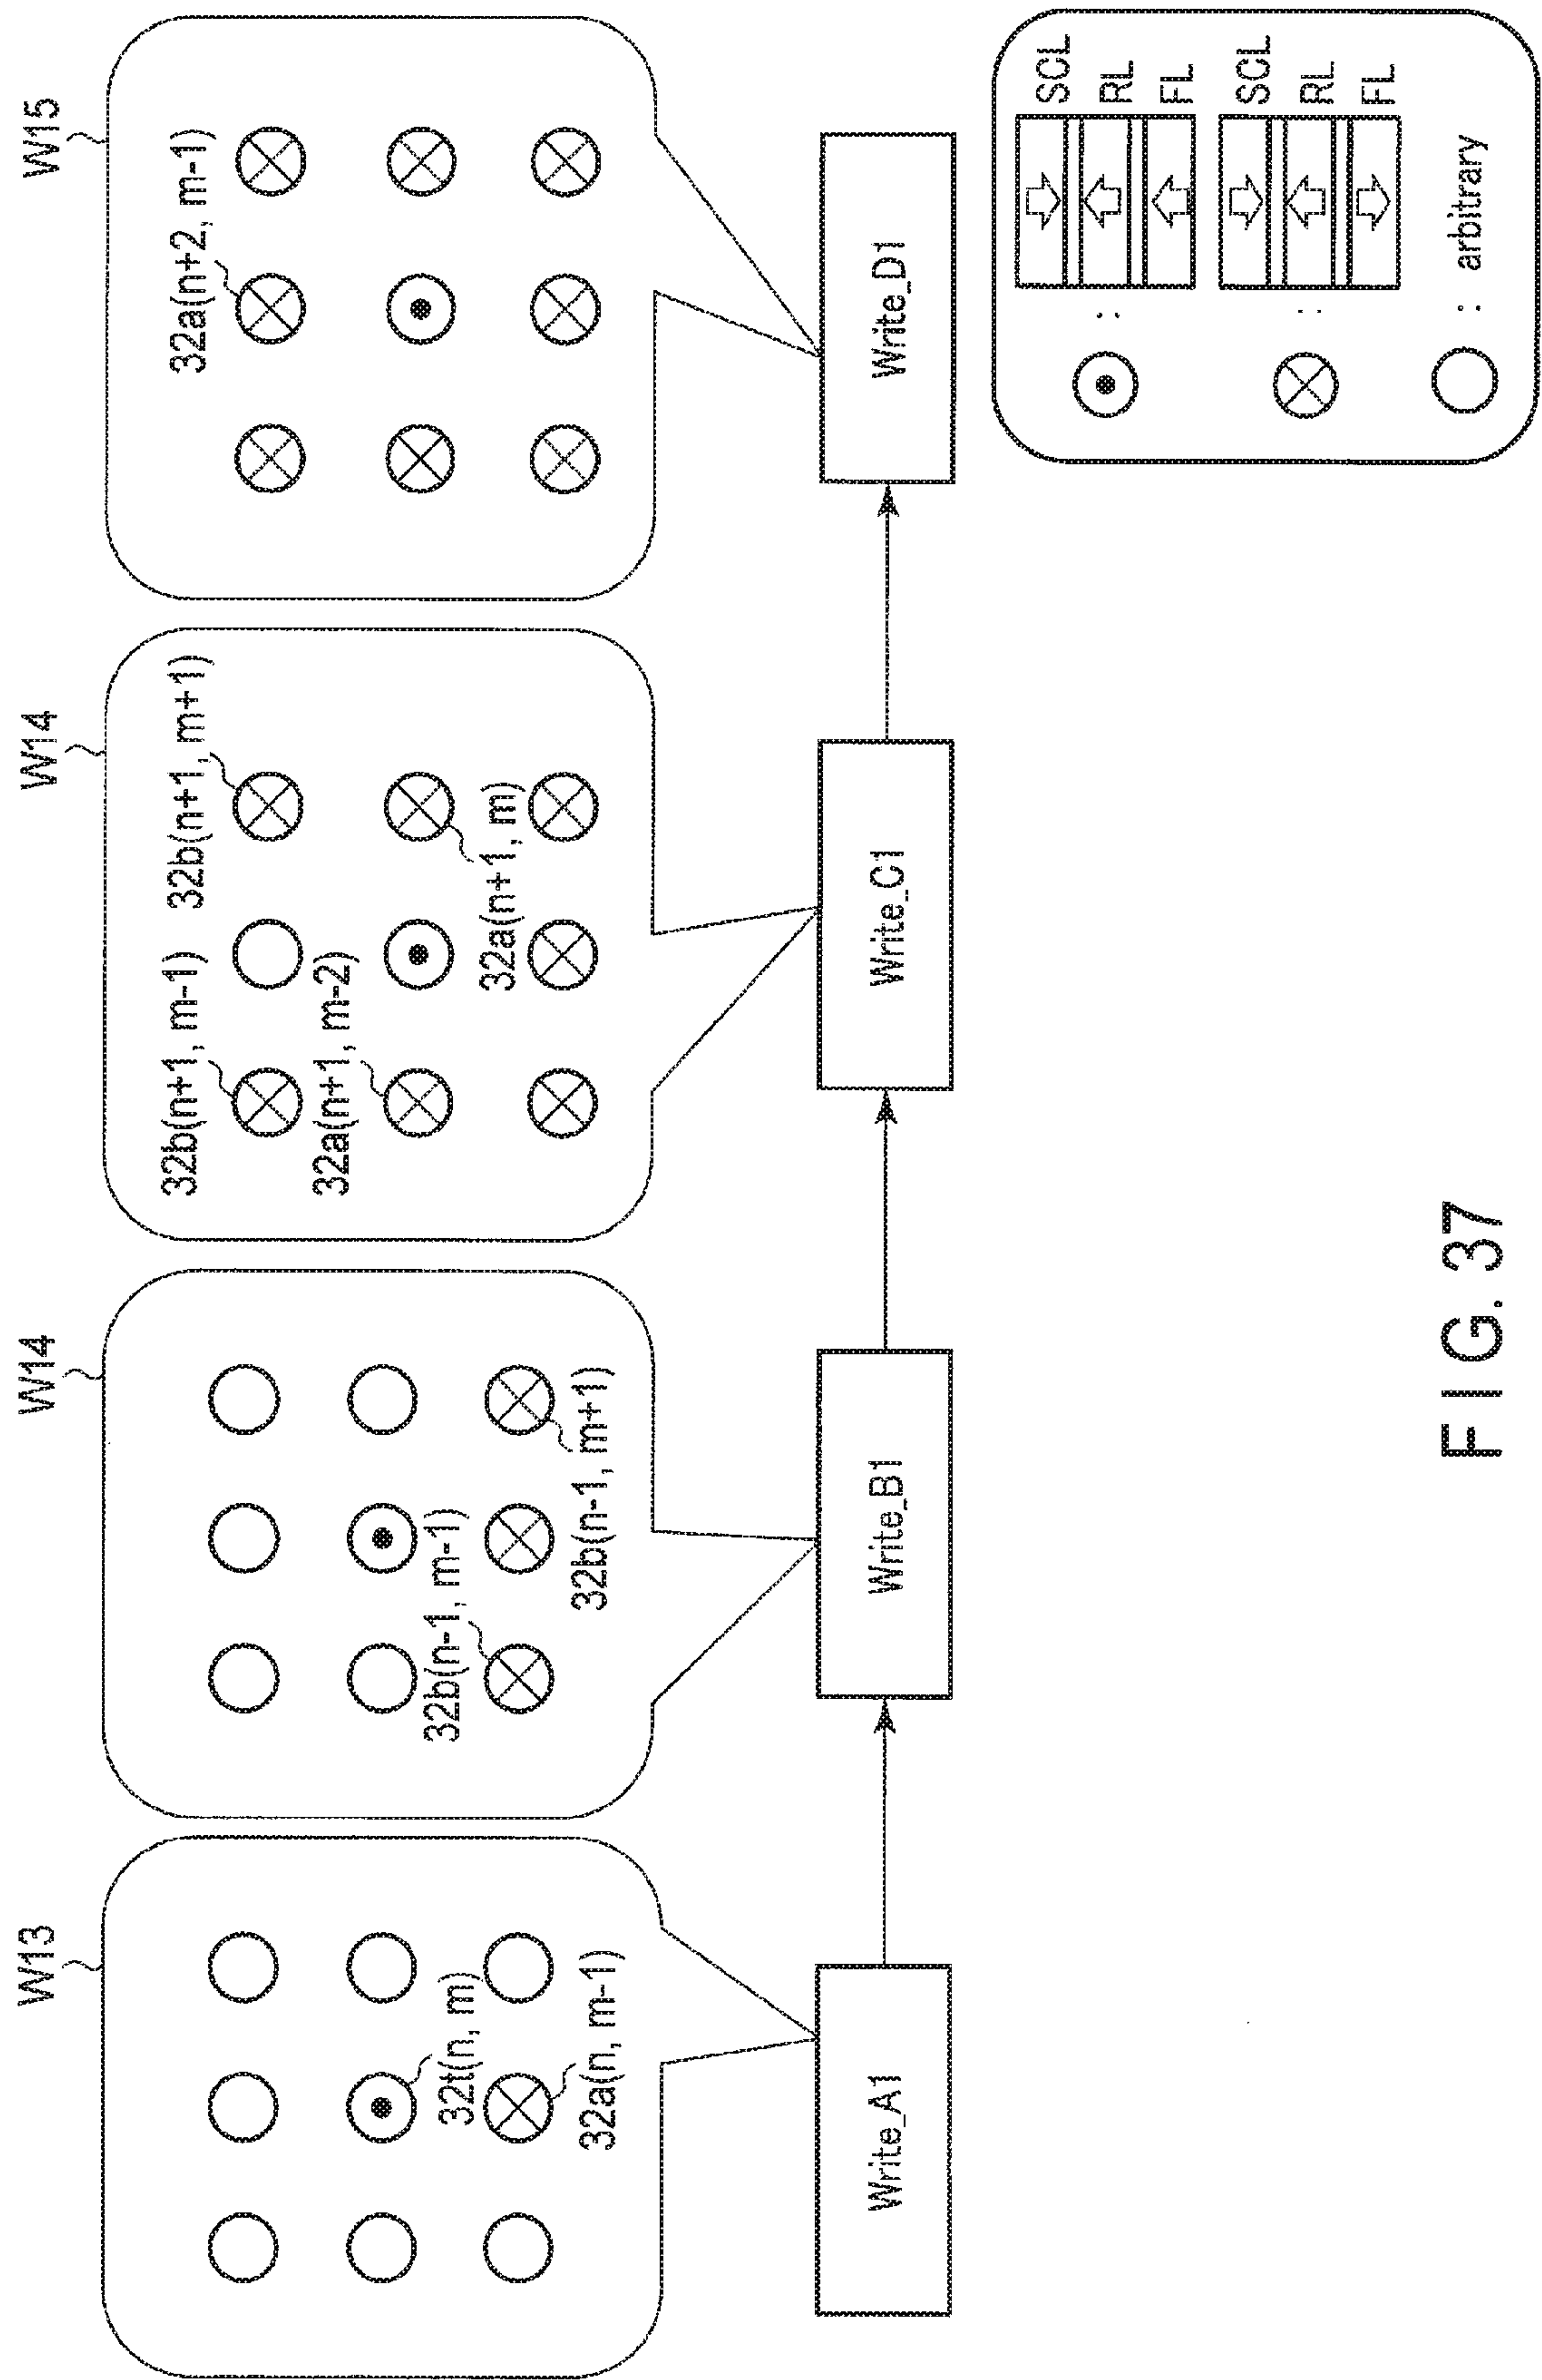 W13
32t(n, m)
32a(n, m-1)
Write_A1
W14
32b(n-1, m-1)
32b(n-1, m+1)
Write_B1
W14
32b(n+1, m-1)
32b(n+1, m+1)
32a(n+1, m-2)
32a(n+1, m)
Write_C1
W15
32a(n+2, m-1)
Write_D1
: SCL
RL
FL
: SCL
RL
FL
: arbitrary
FIG. 37